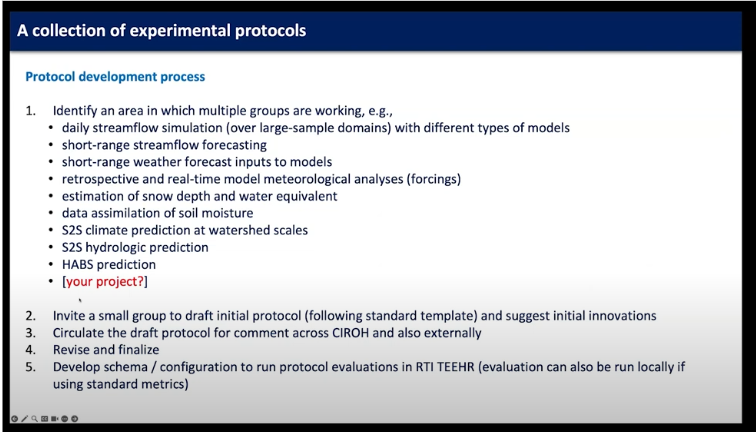 A collection of experimental protocols
Protocol development process
1. Identify an area in which multiple groups are working, e.g.,
• daily streamflow simulation (over large-sample domains) with different types of models
• short-range streamflow forecasting
• short-range weather forecast inputs to models
• retrospective and real-time model meteorological analyses (forcings)
• estimation of snow depth and water equivalent
• data assimilation of soil moisture
• S2S climate prediction at watershed scales
• S2S hydrologic prediction
• HABS prediction
• [your project?]
2. Invite a small group to draft initial protocol (following standard template) and suggest initial innovations
3. Circulate the draft protocol for comment across CIROH and also externally
4. Revise and finalize
5. Develop schema / configuration to run protocol evaluations in RTI TEEHR (evaluation can also be run locally if
using standard metrics)